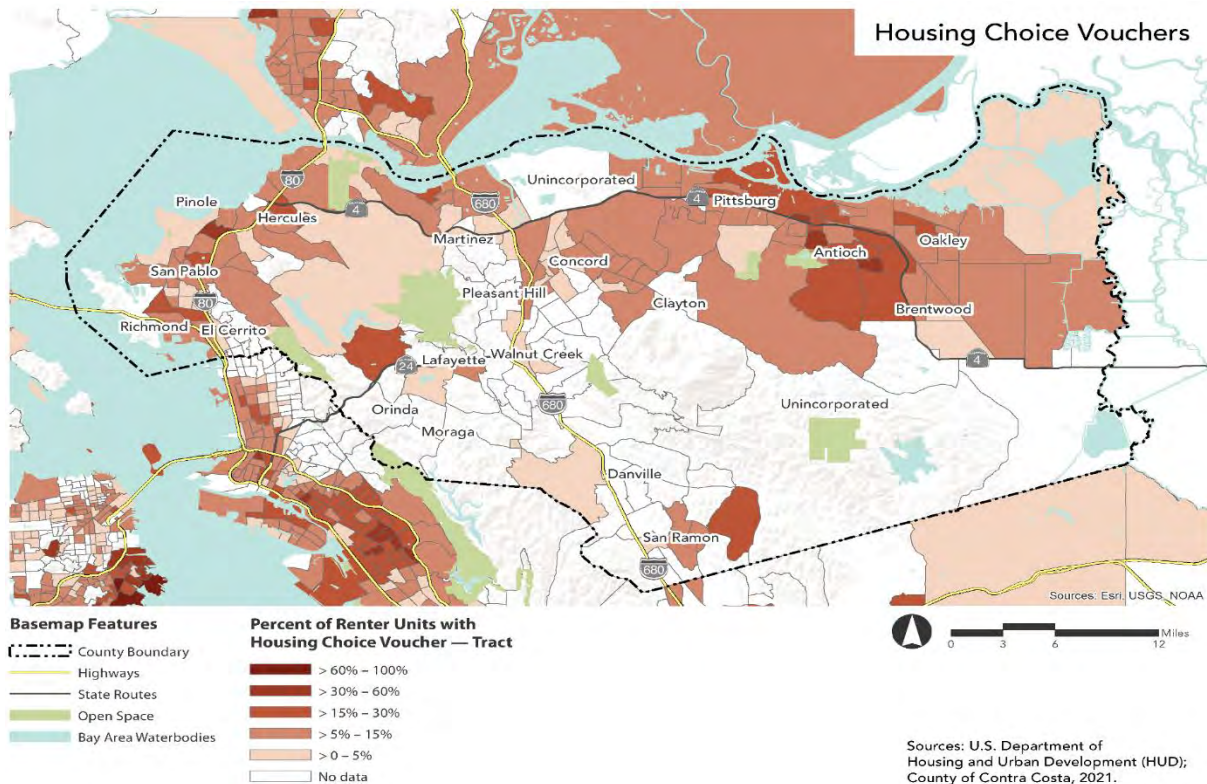 Housing Choice Vouchers
Unincorporated
80
Pinole
Hercules
4
680
4
Pittsburg
Martinez
Concord
Antioch
Oakley
San Pablo
80
Pleasant Hill
Clayton
Brentwood
Richmond
El Cerrito
24
Lafayette
Walnut Creek
4
Orinda
680
Unincorporated
Moraga
Danville
San Ramon
680
Sources: Esri, USGS, NOAA
Basemap Features
County Boundary
Highways
State Routes
Open Space
Bay Area Waterbodies
Percent of Renter Units with
Housing Choice Voucher — Tract
> 60% – 100%
> 30% – 60%
> 15% – 30%
> 5% – 15%
> 0 – 5%
No data
Miles
0 3 6 12
Sources: U.S. Department of
Housing and Urban Development (HUD);
County of Contra Costa, 2021.